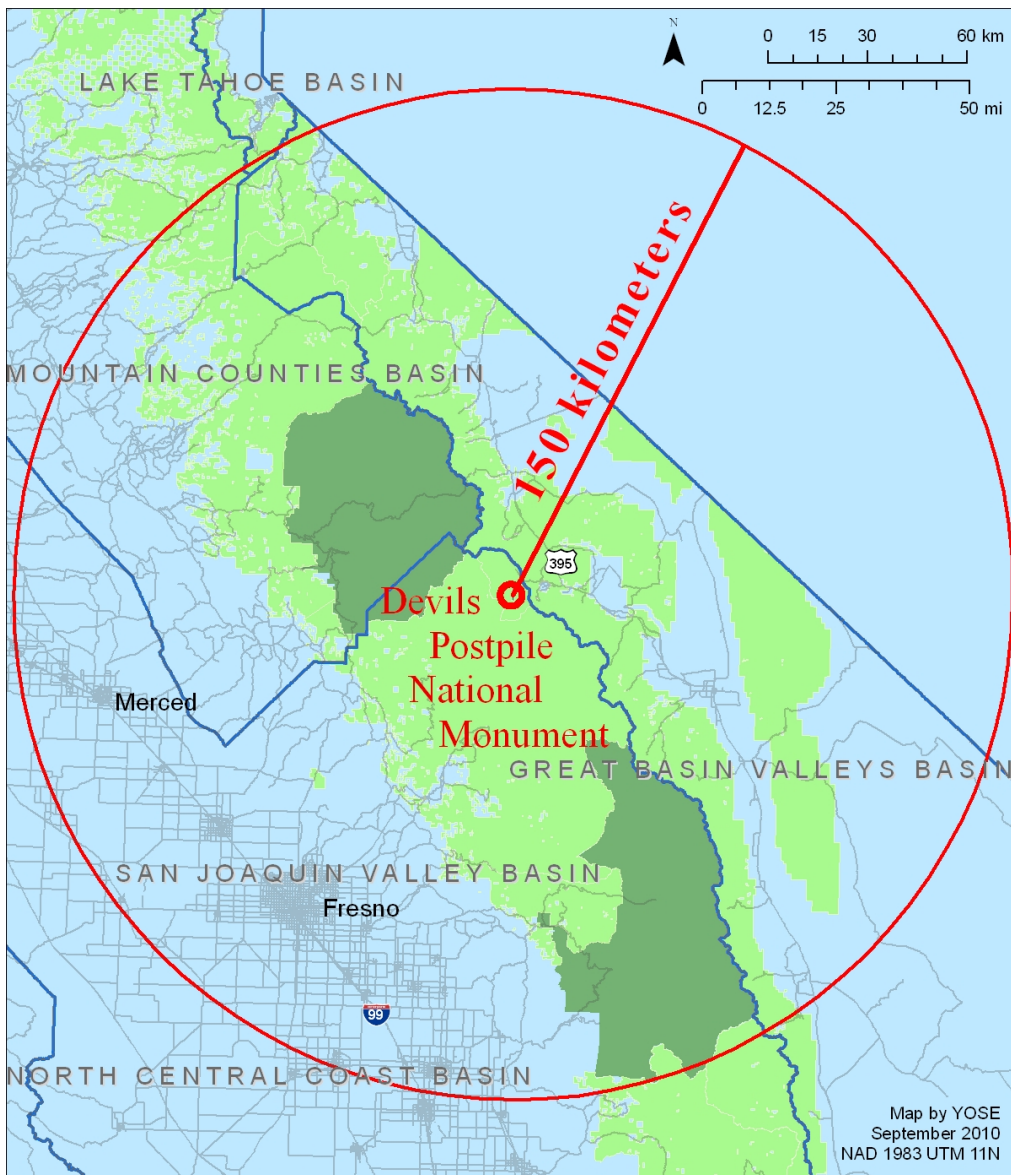 N
0 15 30 60 km
0 12.5 25 50 mi
LAKE TAHOE BASIN
150 kilometers
MOUNTAIN COUNTIES BASIN
395
Devils
Postpile
National
Monument
Merced
GREAT BASIN VALLEYS BASIN
SAN JOAQUIN VALLEY BASIN
Fresno
99
NORTH CENTRAL COAST BASIN
Map by YOSE
September 2010
NAD 1983 UTM 11N